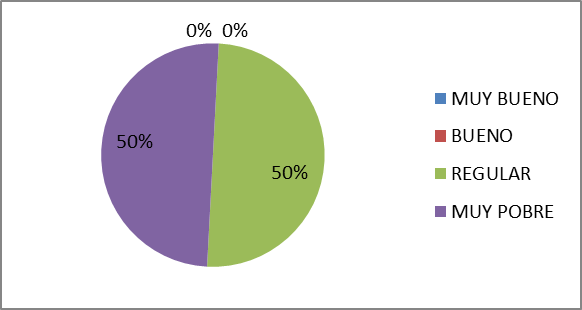 0% 0%
50%
50%
MUY BUENO
BUENO
REGULAR
MUY POBRE